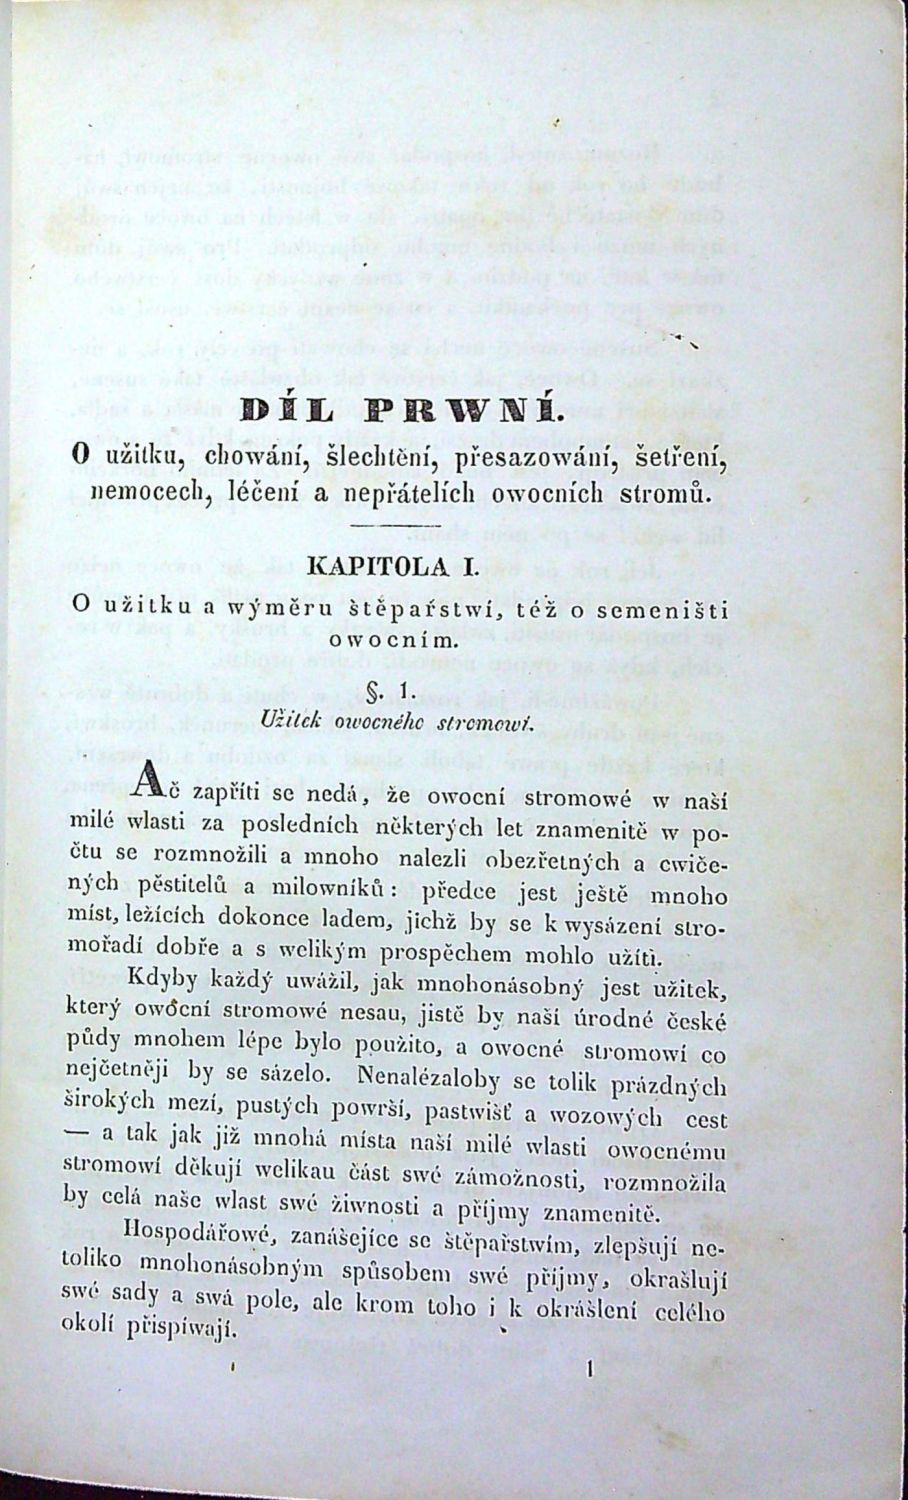 DÍL PRWNÍ.
O užitku, chowání, šlechtění, přesazowání, šetření,
nemocech, léčení a nepřátelích owocních stromů.
KAPITOLA I.
O užitku a wýměru štěpařstwí, též o semeništi
owocním.
§. 1.
Užitek owocného stromowí.
Ač zapříti se nedá, že owocní stromowé w naší
milé wlasti za posledních některých let znamenitě w po-
čtu se rozmnožili a mnoho nalezli obezřetných a cwiče-
ných pěstitelů a milowníků: předce jest ještě mnoho
míst, ležících dokonce ladem, jichž by se k wysázení stro-
mořadí dobře a s welikým prospěchem mohlo užíti.
Kdyby každý uwážil, jak mnohonásobný jest užitek,
který owocní stromowé nesau, jistě by naší úrodné české
půdy mnohem lépe bylo použito, a owocné stromowí co
nejčetněji by se sázelo. Nenalézaloby se tolik prázdných
širokých mezí, pustých powrší, pastwišť a wozowých cest
— a tak jak již mnohá místa naší milé wlasti owocnému
stromowí děkují welikau část swé zámožnosti, rozmnožila
by celá naše wlast swé žiwnosti a příjmy znamenitě.
Hospodářowé, zanášejíce se štěpařstwím, zlepšují ne-
toliko mnohonásobným spůsobem swé příjmy, okrašlují
swé sady a swá pole, ale krom toho i k okrášlení celého
okolí přispíwají.
1